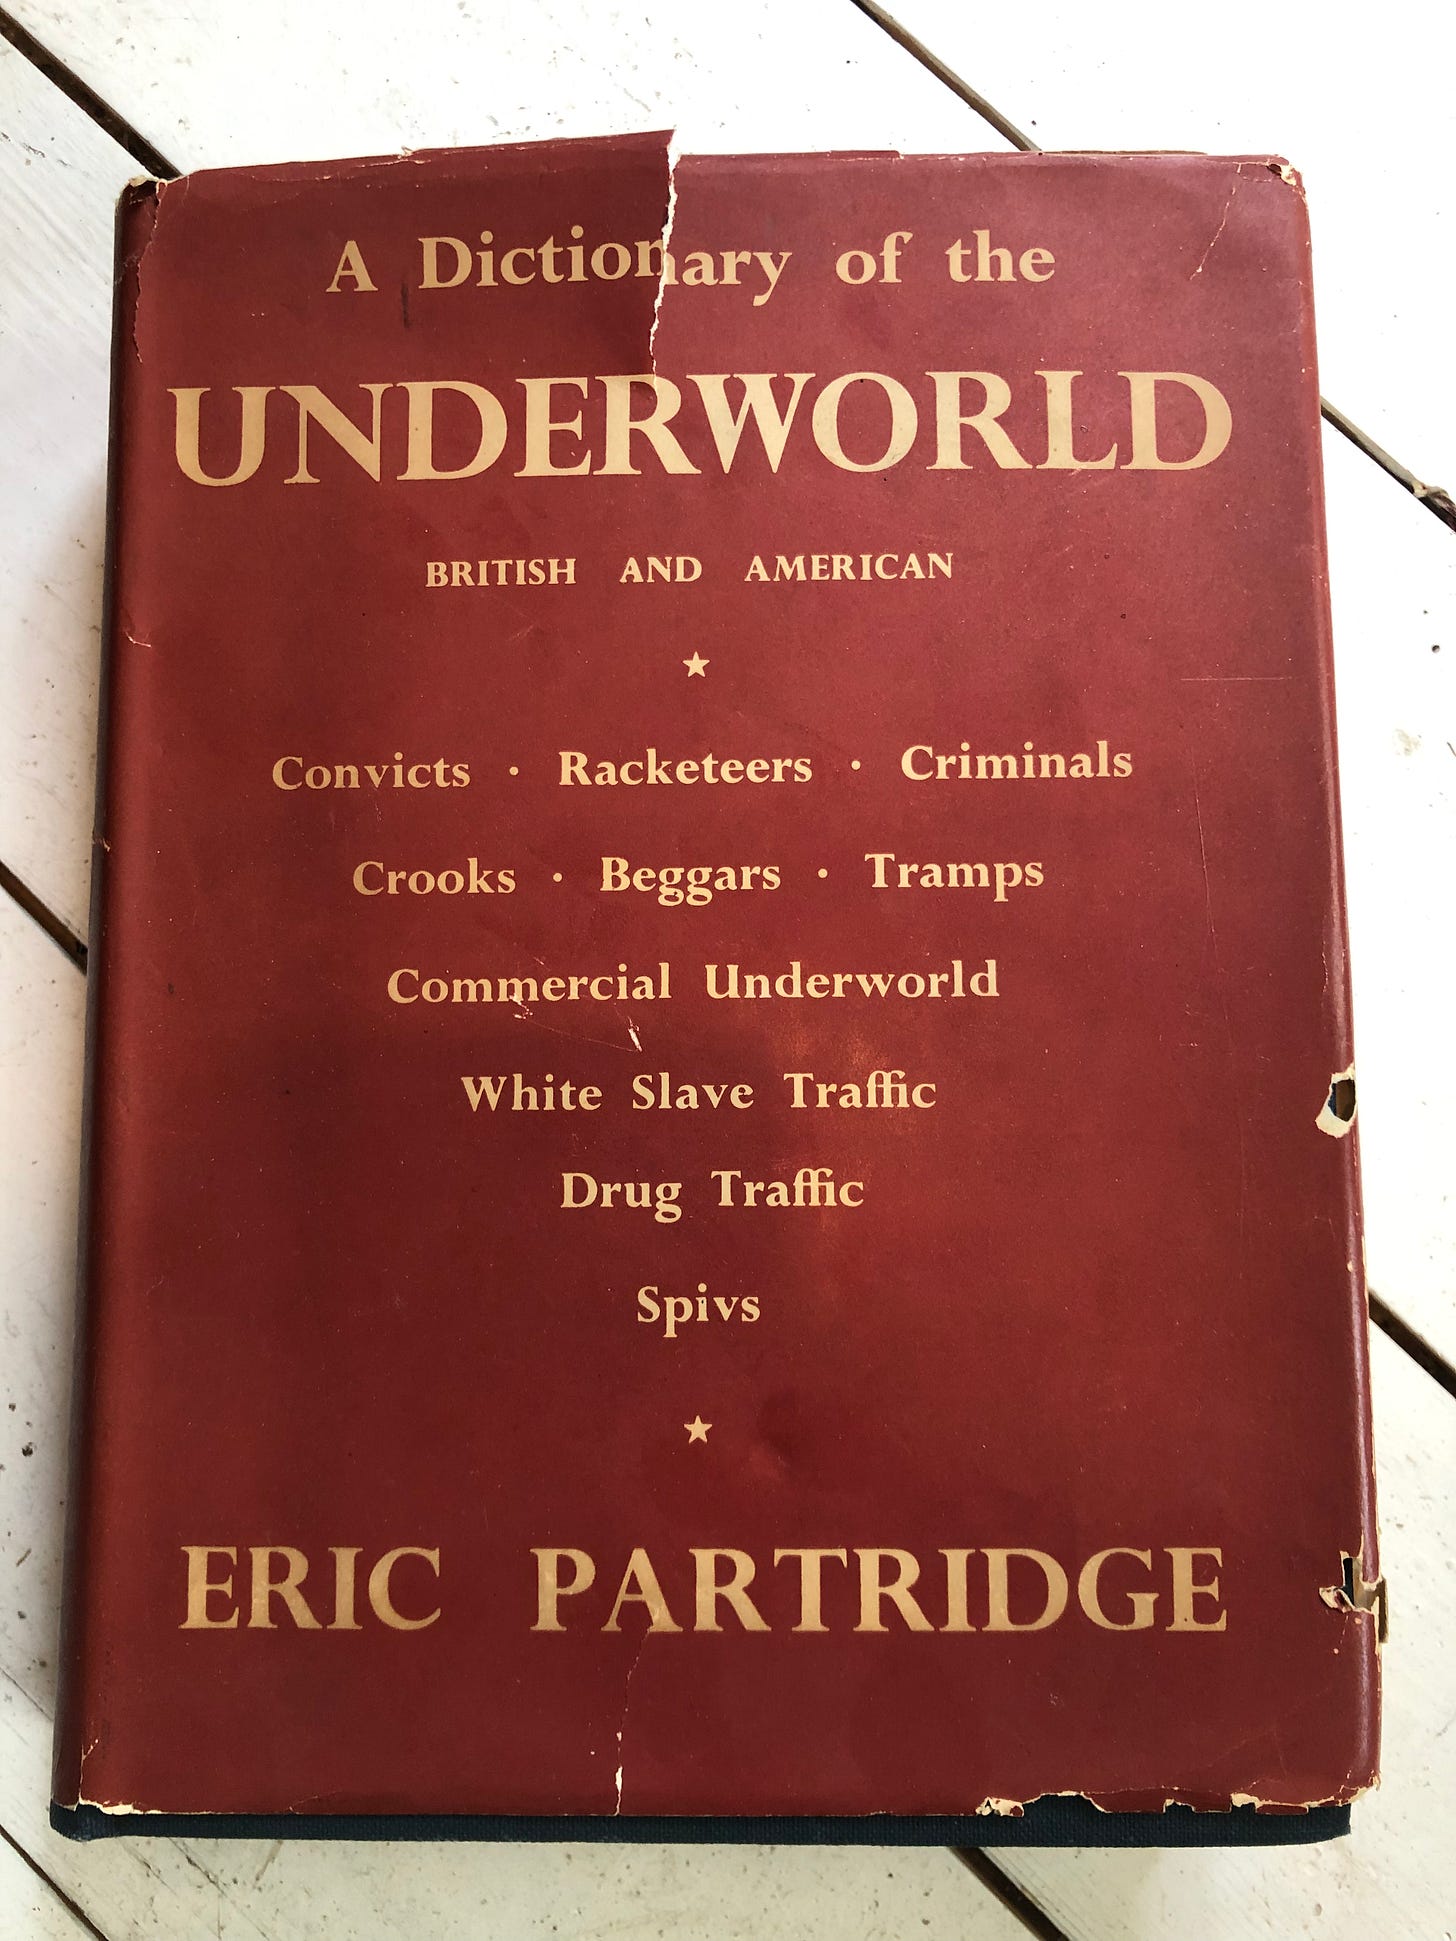 A Dictionary of the
UNDERWORLD
BRITISH AND AMERICAN
★
Convicts · Racketeers · Criminals
Crooks · Beggars · Tramps
Commercial Underworld
White Slave Traffic
Drug Traffic
Spivs
★
ERIC PARTRIDGE